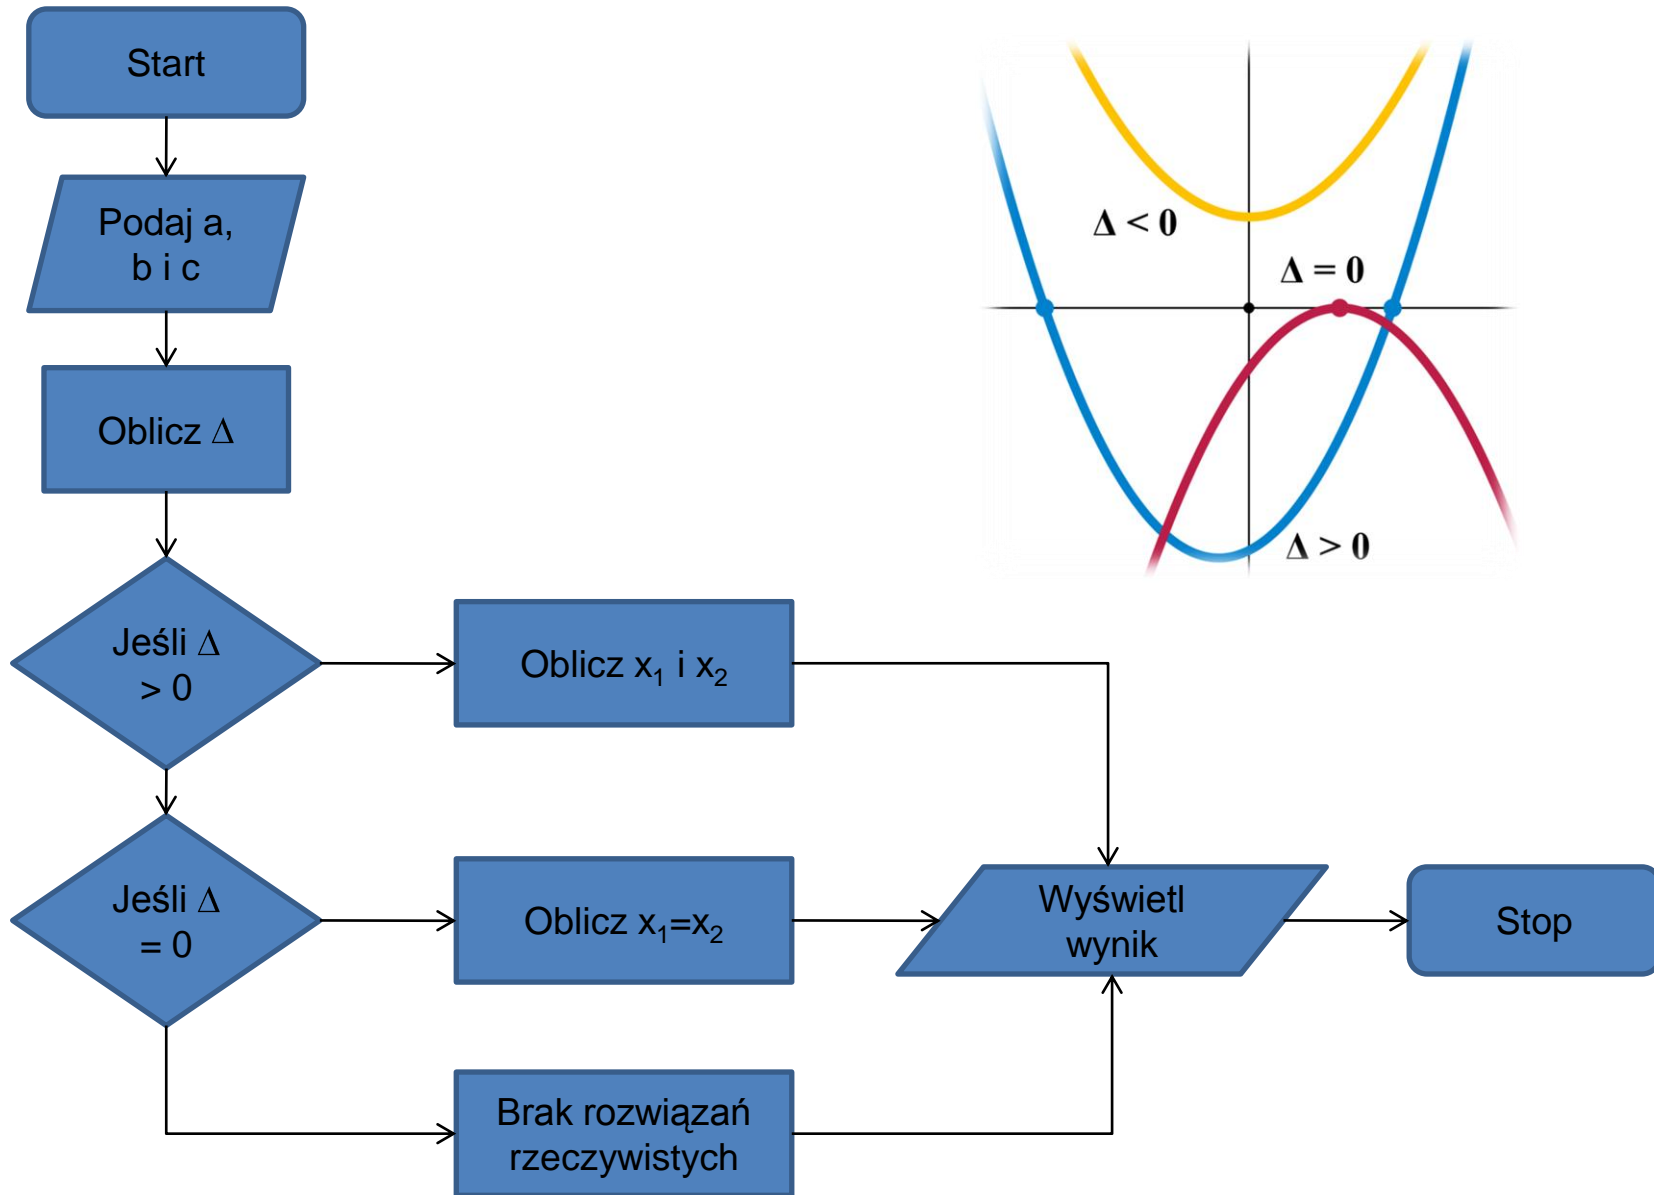 Start
Podaj a,
b i c
Oblicz Δ
Jeśli Δ
> 0
Oblicz x₁ i x₂
Jeśli Δ
= 0
Oblicz x₁=x₂
Brak rozwiązań
rzeczywistych
Wyświetl
wynik
Stop
Δ < 0
Δ = 0
Δ > 0